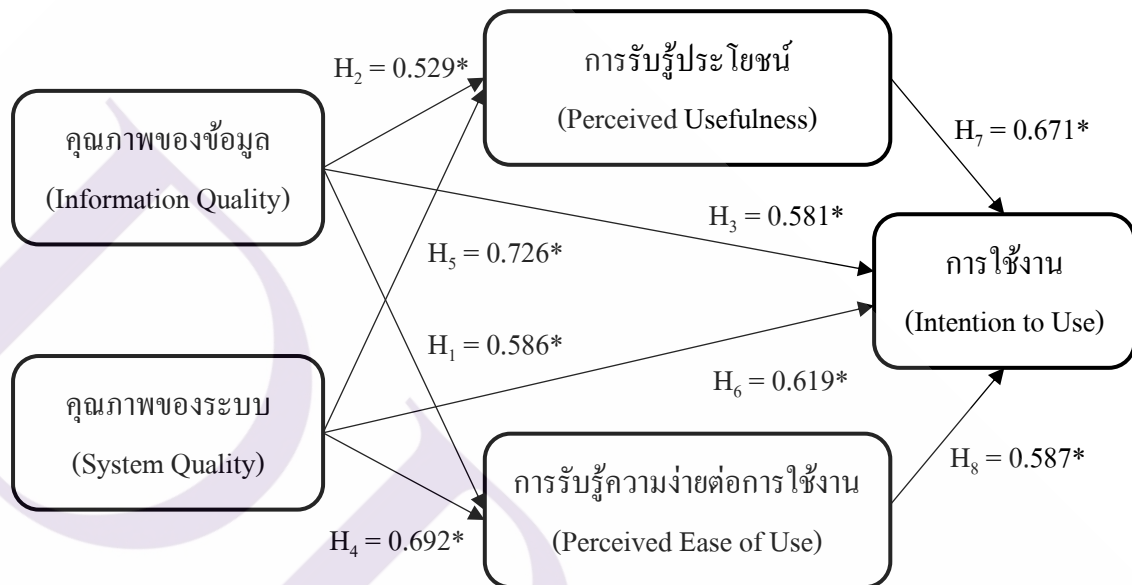 การรับรู้ประโยชน์
(Perceived Usefulness)
H₂ = 0.529*
คุณภาพของข้อมูล
(Information Quality)
H₇ = 0.671*
H₃ = 0.581*
H₅ = 0.726*
การใช้งาน
(Intention to Use)
H₁ = 0.586*
H₆ = 0.619*
คุณภาพของระบบ
(System Quality)
การรับรู้ความง่ายต่อการใช้งาน
(Perceived Ease of Use)
H₈ = 0.587*
H₄ = 0.692*